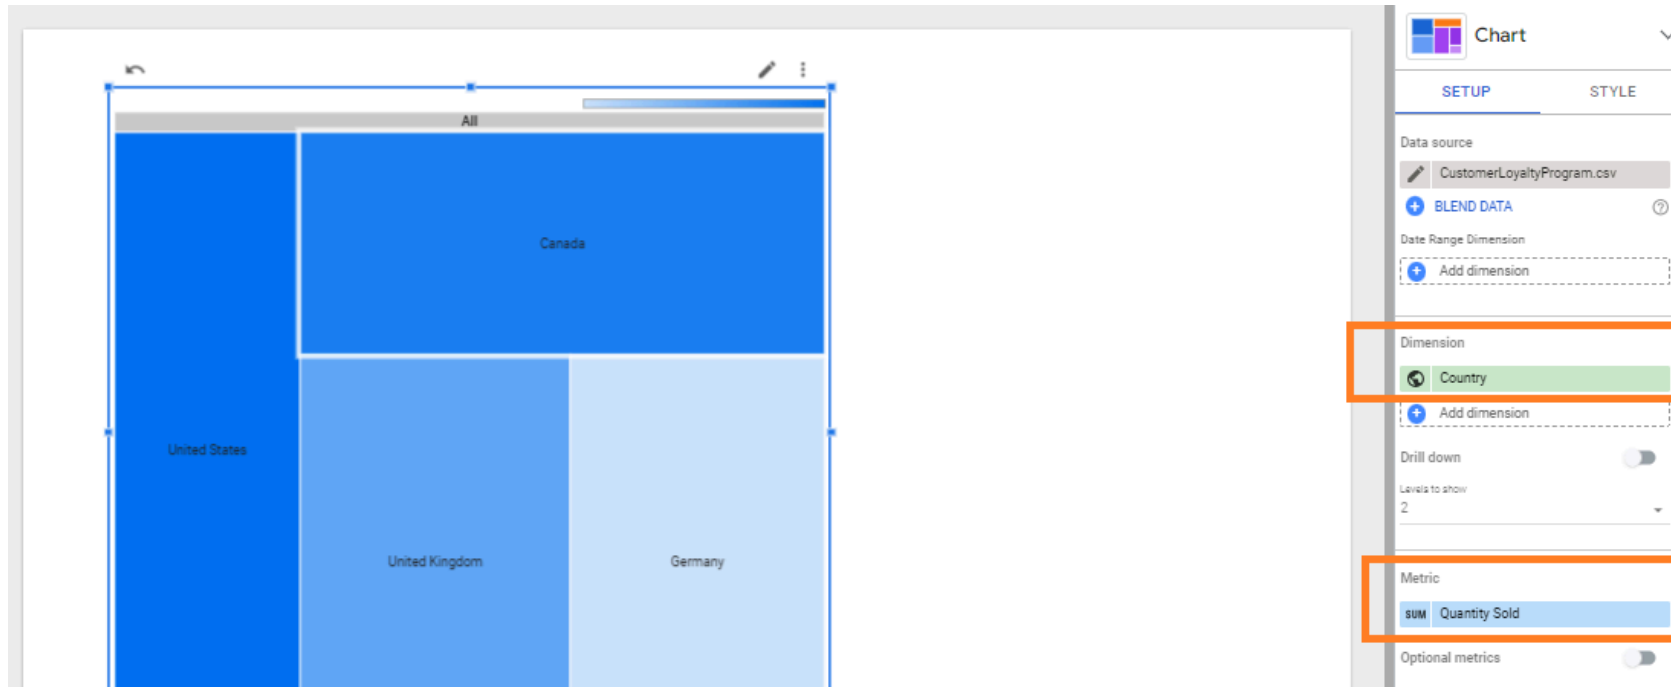 All
Canada
United States
United Kingdom
Germany
Chart
SETUP
STYLE
Data source
CustomerLoyaltyProgram.csv
BLEND DATA
Date Range Dimension
Add dimension
Dimension
Country
Add dimension
Drill down
Levels to show
2
Metric
SUM Quantity Sold
Optional metrics